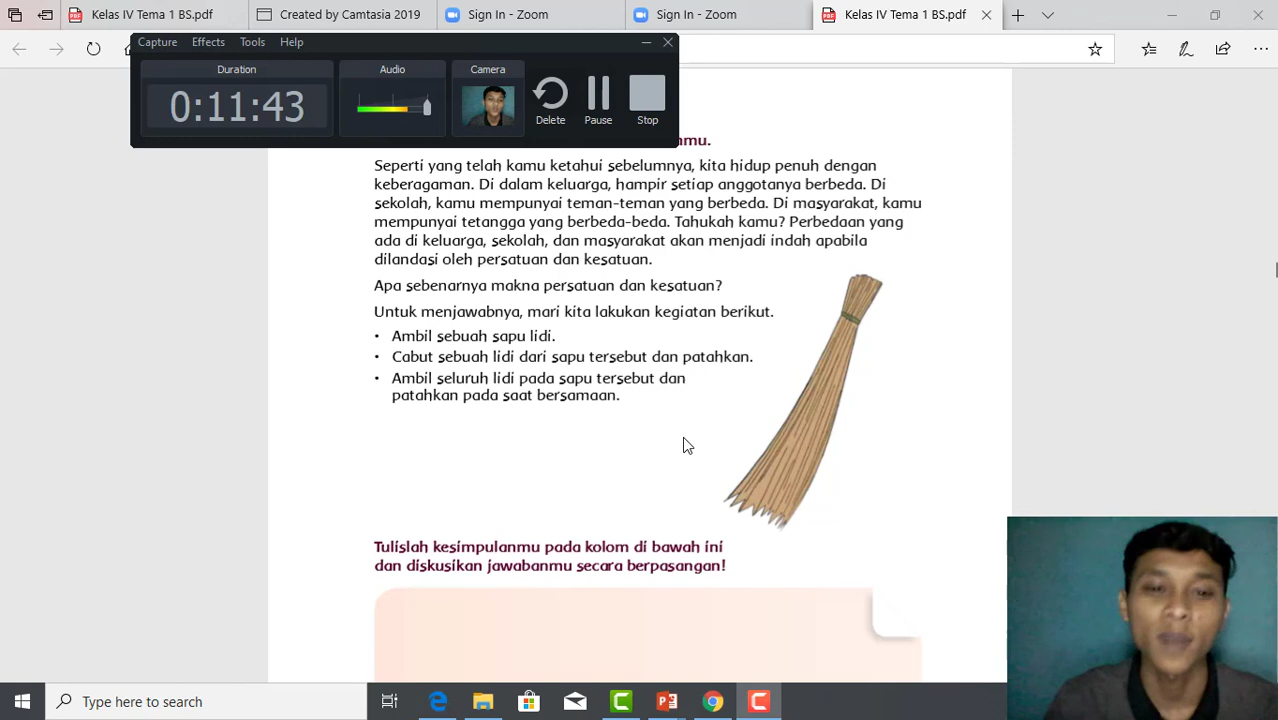 Kelas IV Tema 1 BS.pdf
Created by Camtasia 2019
Sign In - Zoom
Sign In - Zoom
Kelas IV Tema 1 BS.pdf
Capture Effects Tools Help
Duration
Audio
Camera
0:11:43
Delete
Pause
Stop
mu.
Seperti yang telah kamu ketahui sebelumnya, kita hidup penuh dengan
keberagaman. Di dalam keluarga, hampir setiap anggotanya berbeda. Di
sekolah, kamu mempunyai teman-teman yang berbeda. Di masyarakat, kamu
mempunyai tetangga yang berbeda-beda. Tahukah kamu? Perbedaan yang
ada di keluarga, sekolah, dan masyarakat akan menjadi indah apabila
dilandasi oleh persatuan dan kesatuan.
Apa sebenarnya makna persatuan dan kesatuan?
Untuk menjawabnya, mari kita lakukan kegiatan berikut.
• Ambil sebuah sapu lidi.
• Cabut sebuah lidi dari sapu tersebut dan patahkan.
• Ambil seluruh lidi pada sapu tersebut dan
patahkan pada saat bersamaan.
Tulislah kesimpulanmu pada kolom di bawah ini
dan diskusikan jawabanmu secara berpasangan!
Type here to search